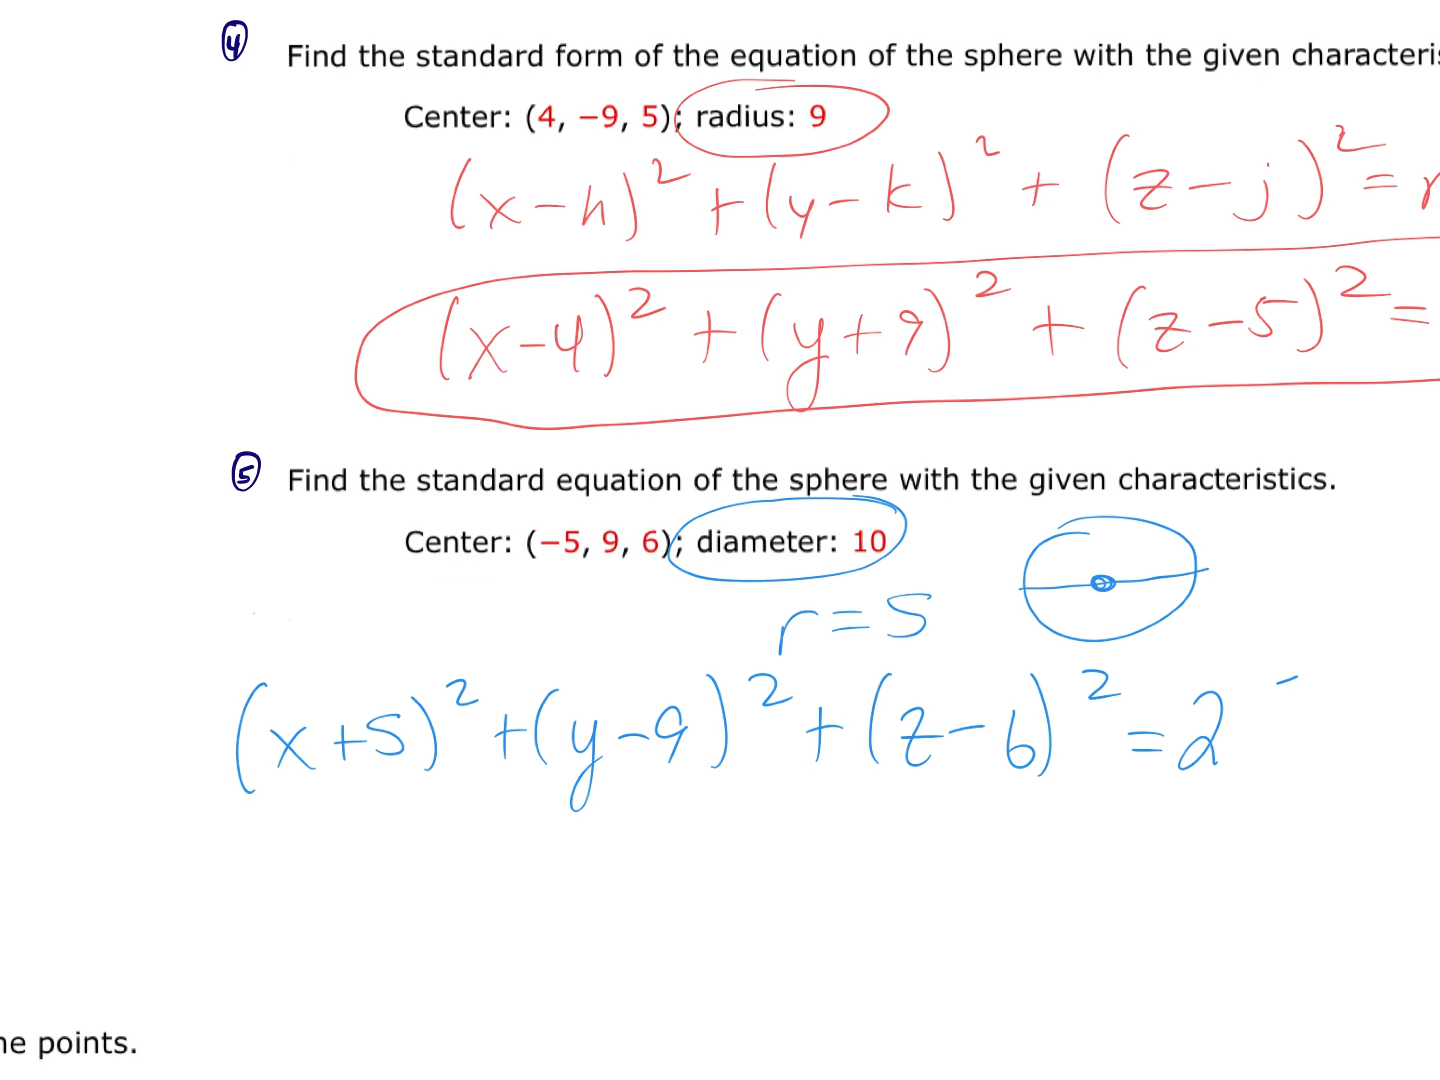 ④ Find the standard form of the equation of the sphere with the given characteris
Center: (4, −9, 5); radius: 9
(x-h)² + (y-k)² + (z-j)² = r
(x-4)² + (y+9)² + (z-5)² =
⑤ Find the standard equation of the sphere with the given characteristics.
Center: (−5, 9, 6); diameter: 10
r=5
(x+5)² + (y-9)² + (z-6)² = 2
ne points.